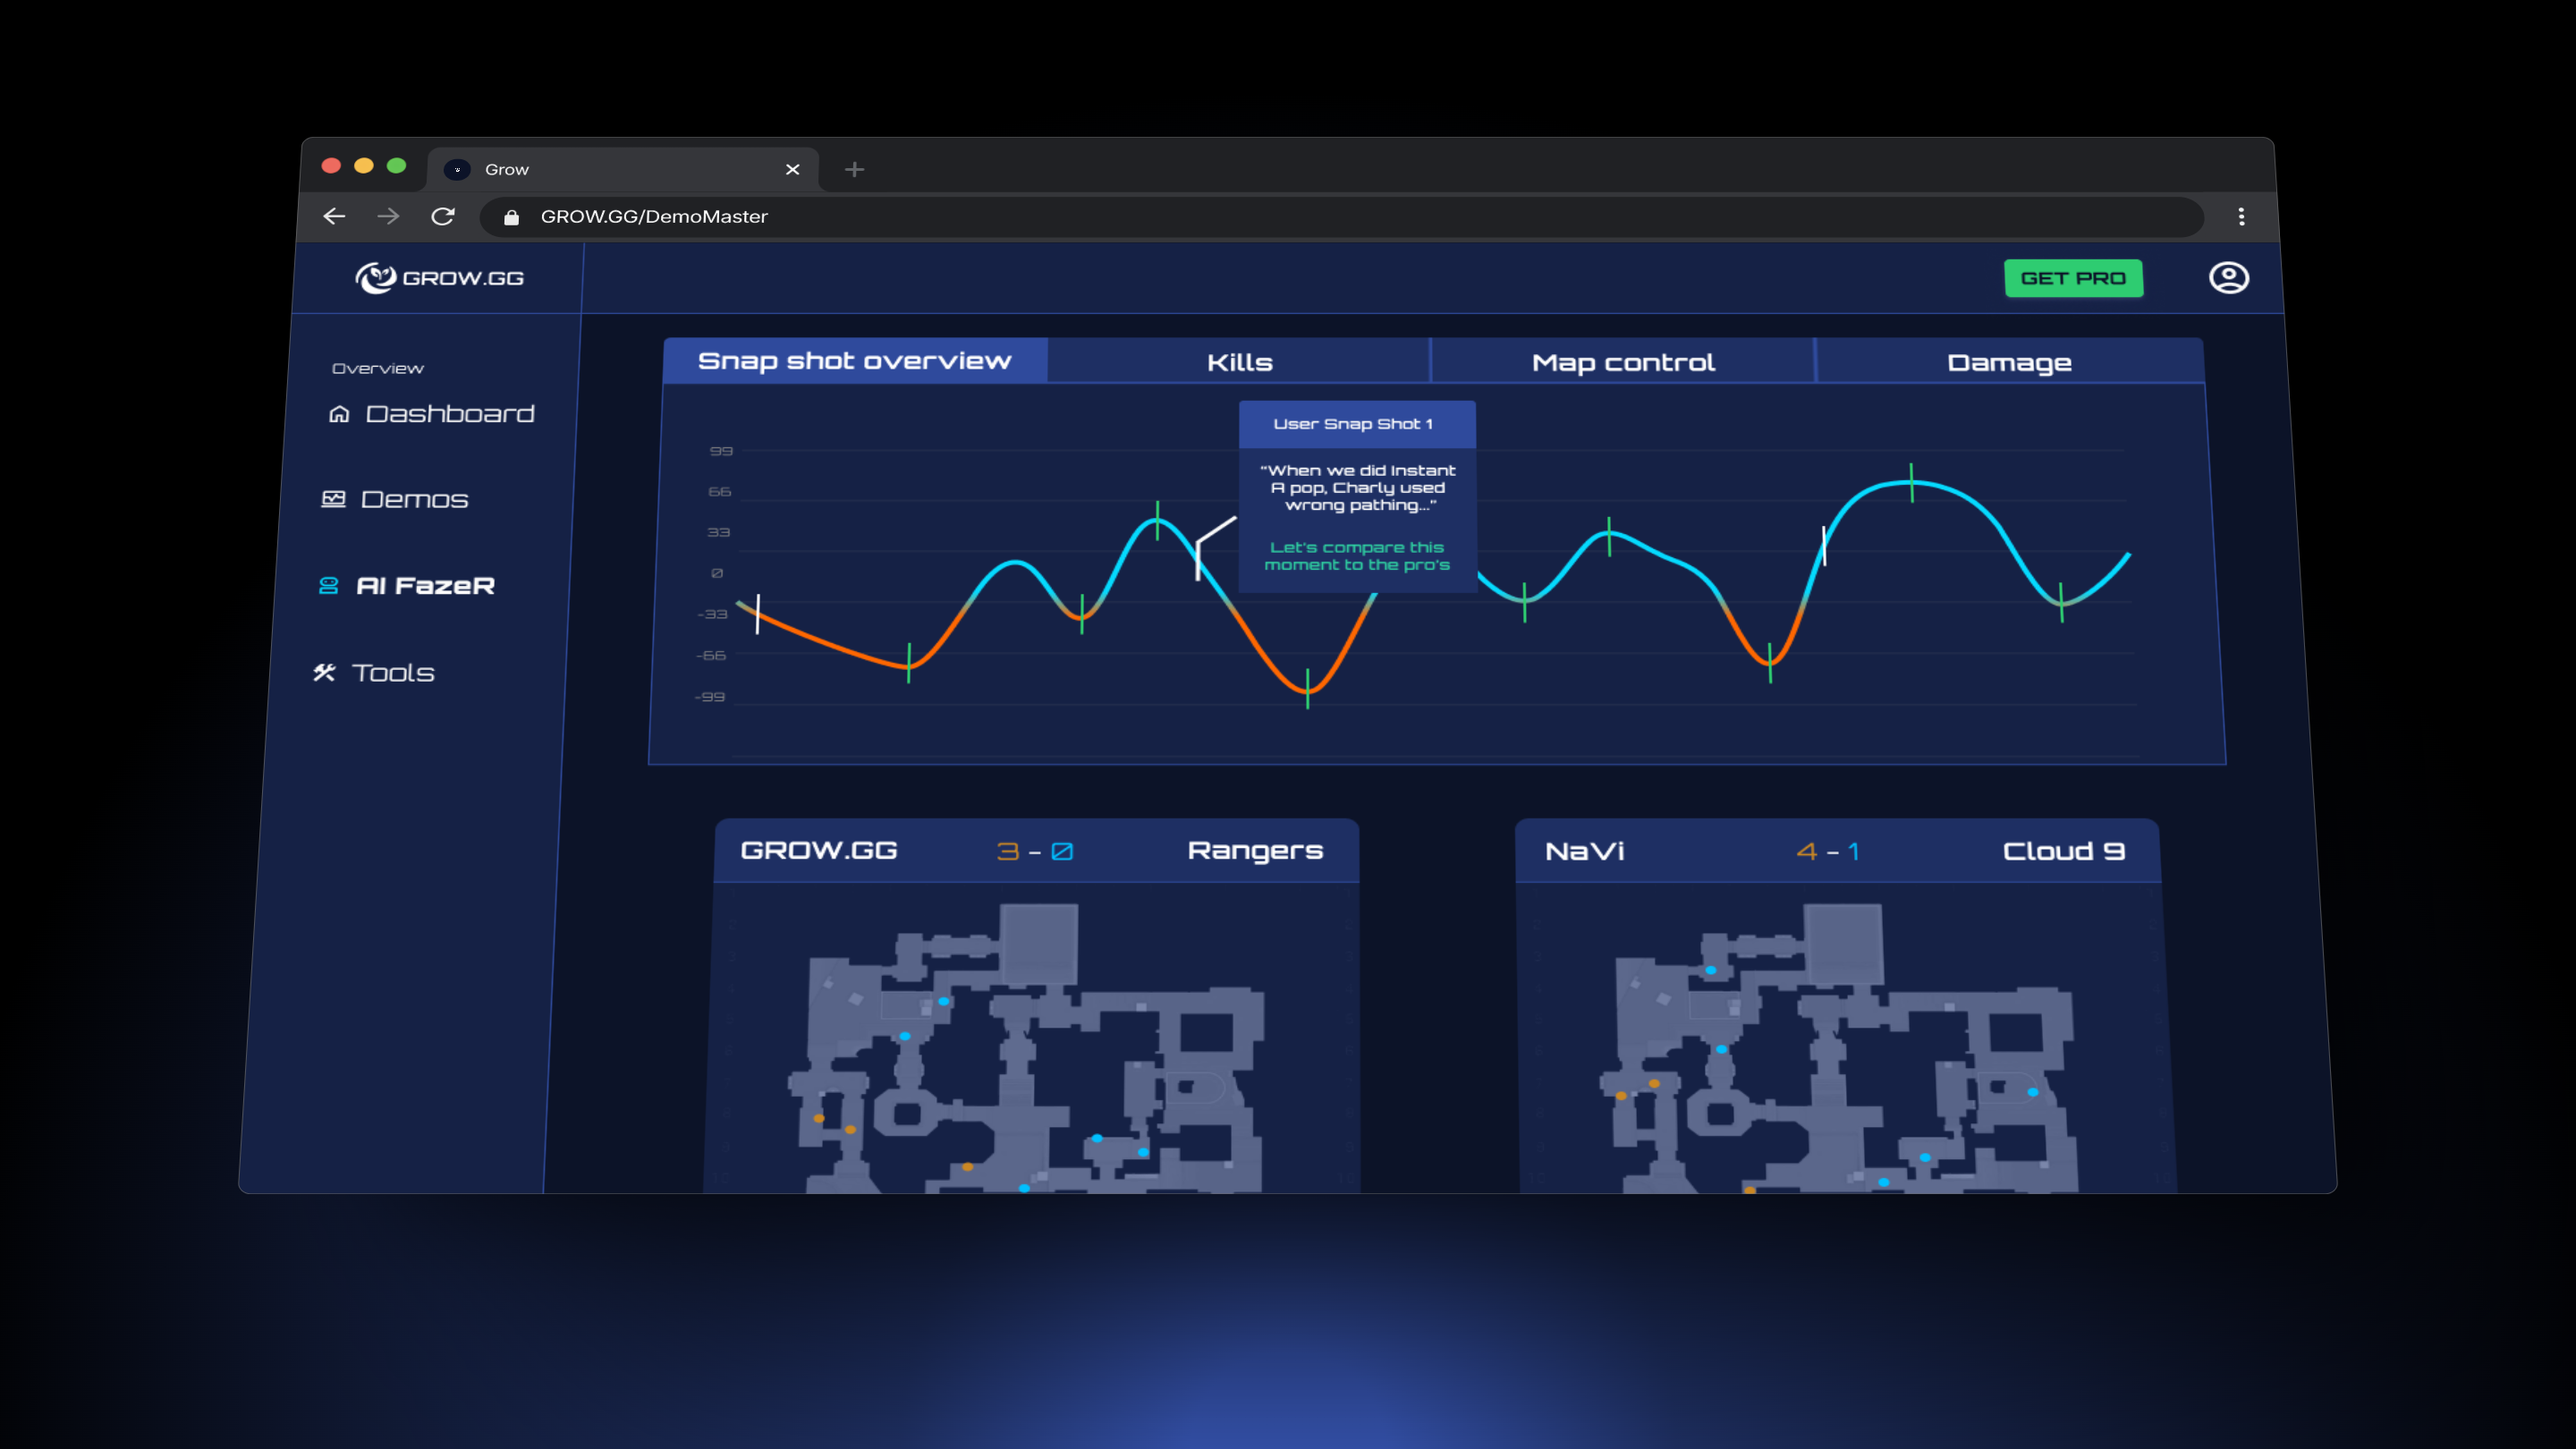 Grow
GROW.GG/DemoMaster
GROW.GG
GET PRO
Overview
Dashboard
Demos
AI FazeR
Tools
Snap shot overview
Kills
Map control
Damage
99
66
33
0
-33
-66
-99
User Snap Shot 1
“When we did Instant
A pop, Charly used
wrong pathing...”
Let's compare this
moment to the pro's
GROW.GG 3 - 0 Rangers
NaVi 4 - 1 Cloud 9